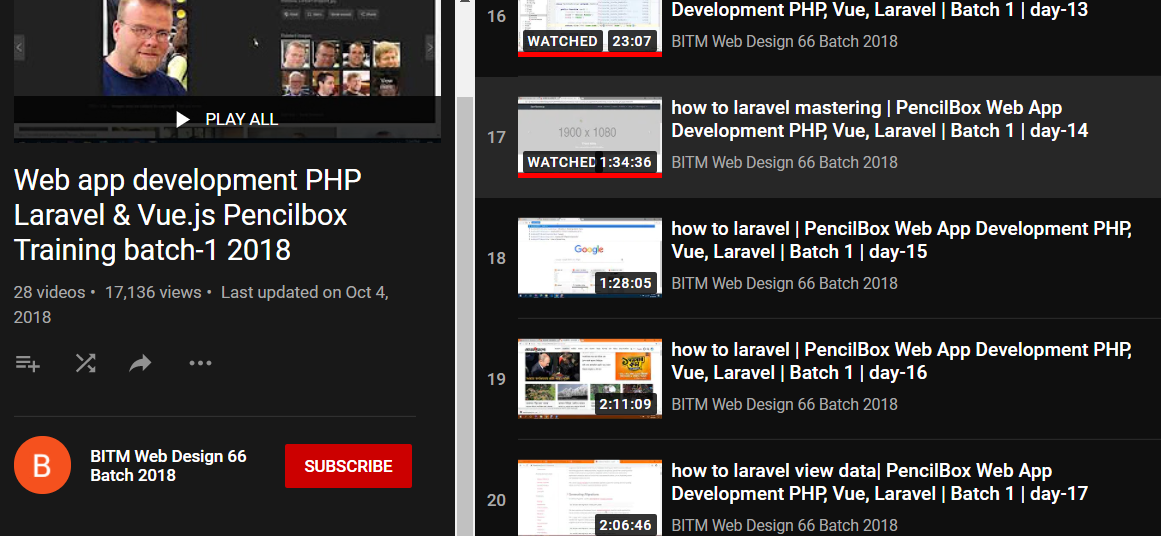 PLAY ALL
Web app development PHP
Laravel & Vue.js Pencilbox
Training batch-1 2018
28 videos • 17,136 views • Last updated on Oct 4,
2018
B
BITM Web Design 66
Batch 2018
SUBSCRIBE
16
WATCHED
23:07
Development PHP, Vue, Laravel | Batch 1 | day-13
BITM Web Design 66 Batch 2018
17
1900 x 1080
WATCHED
1:34:36
how to laravel mastering | PencilBox Web App
Development PHP, Vue, Laravel | Batch 1 | day-14
BITM Web Design 66 Batch 2018
18
Google
1:28:05
how to laravel | PencilBox Web App Development PHP,
Vue, Laravel | Batch 1 | day-15
BITM Web Design 66 Batch 2018
19
2:11:09
how to laravel | PencilBox Web App Development PHP,
Vue, Laravel | Batch 1 | day-16
BITM Web Design 66 Batch 2018
20
2:06:46
how to laravel view data| PencilBox Web App
Development PHP, Vue, Laravel | Batch 1 | day-17
BITM Web Design 66 Batch 2018